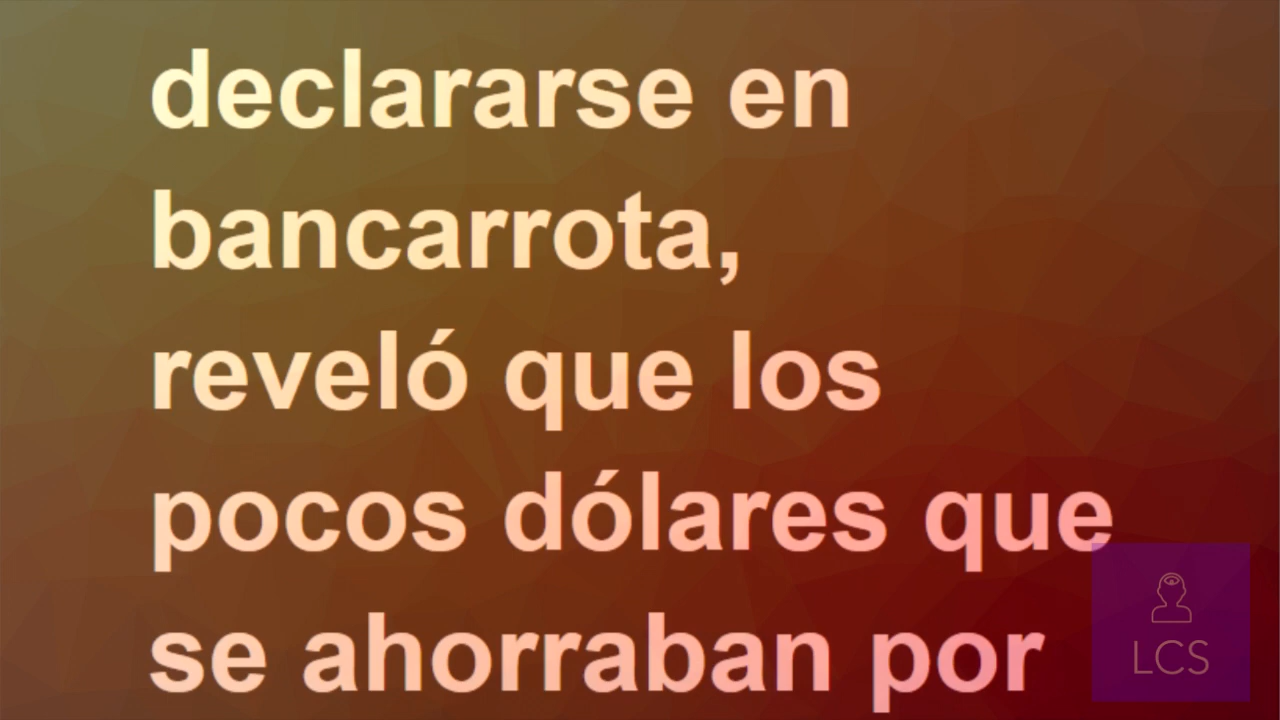 declararse en
bancarrota,
reveló que los
pocos dólares que
se ahorraban por
LCS